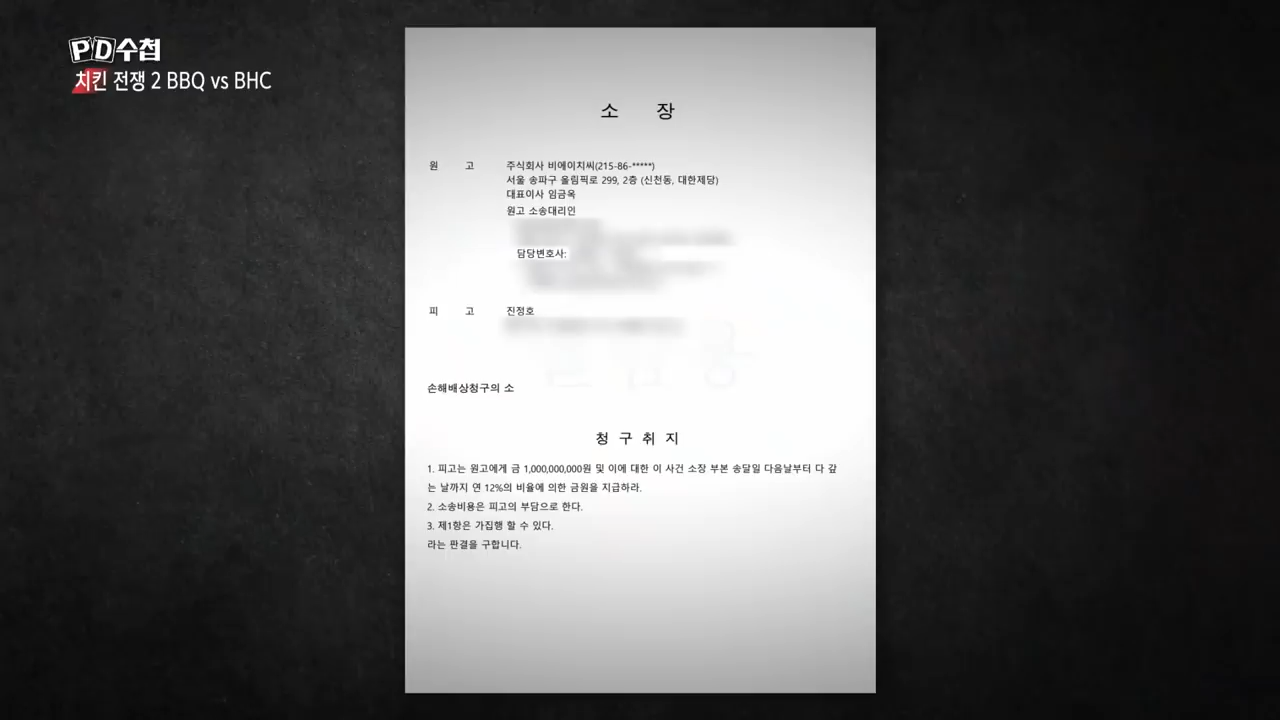 PD수첩
치킨 전쟁 2 BBQ vs BHC
소 장
원 고 주식회사 비에이치씨(215-86-*****)
서울 송파구 올림픽로 299, 2층 (신천동, 대한제당)
대표이사 임금옥
원고 소송대리인
담당변호사:
피 고 진정호
손해배상청구의 소
청 구 취 지
1. 피고는 원고에게 금 1,000,000,000원 및 이에 대한 이 사건 소장 부본 송달일 다음날부터 다 갚
는 날까지 연 12%의 비율에 의한 금원을 지급하라.
2. 소송비용은 피고의 부담으로 한다.
3. 제1항은 가집행 할 수 있다.
라는 판결을 구합니다.